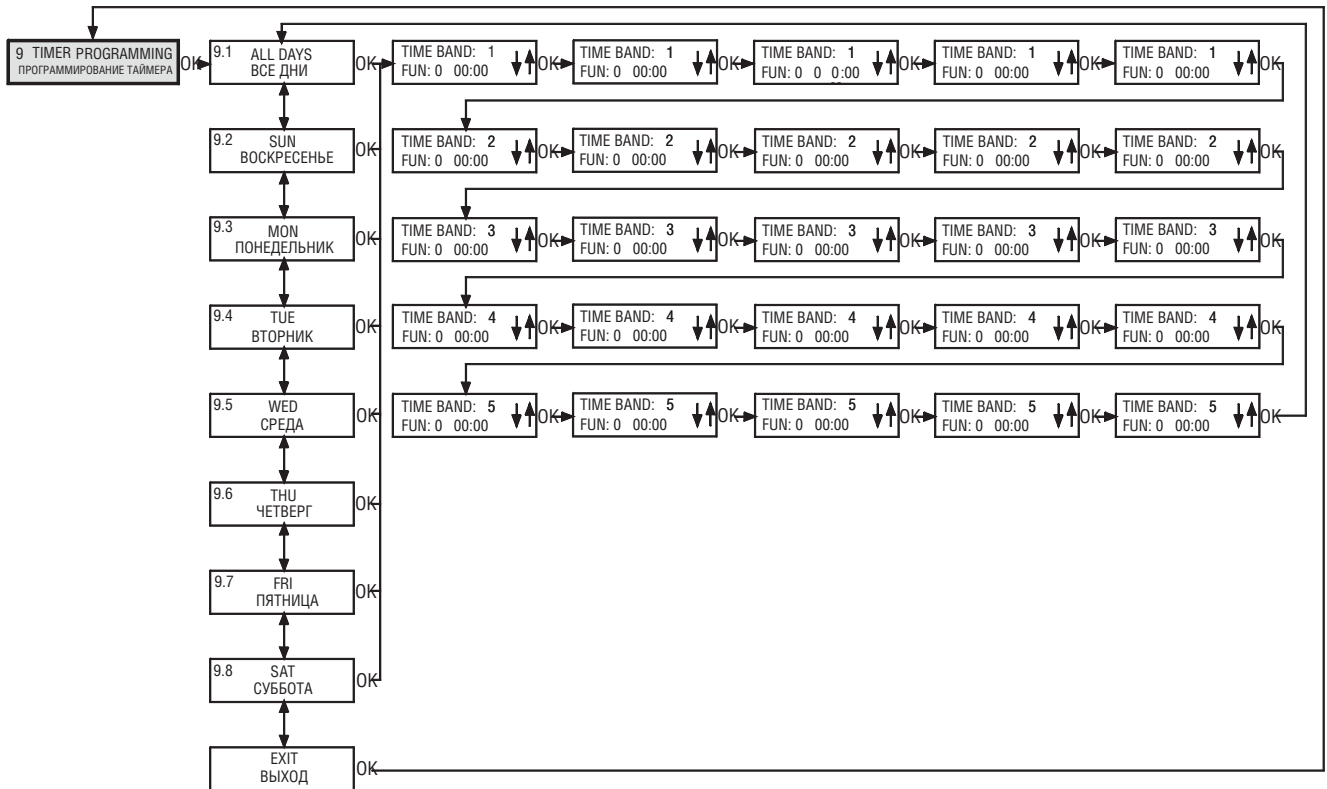 9 TIMER PROGRAMMING
ПРОГРАММИРОВАНИЕ ТАЙМЕРА
OK
9.1 ALL DAYS
ВСЕ ДНИ
OK
TIME BAND: 1
FUN: 0 00:00
OK
TIME BAND: 1
FUN: 0 00:00
OK
TIME BAND: 1
FUN: 0 0 0:00
OK
TIME BAND: 1
FUN: 0 00:00
OK
TIME BAND: 1
FUN: 0 00:00
OK
9.2 SUN
ВОСКРЕСЕНЬЕ
OK
TIME BAND: 2
FUN: 0 00:00
OK
TIME BAND: 2
FUN: 0 00:00
OK
TIME BAND: 2
FUN: 0 00:00
OK
TIME BAND: 2
FUN: 0 00:00
OK
TIME BAND: 2
FUN: 0 00:00
OK
9.3 MON
ПОНЕДЕЛЬНИК
OK
TIME BAND: 3
FUN: 0 00:00
OK
TIME BAND: 3
FUN: 0 00:00
OK
TIME BAND: 3
FUN: 0 00:00
OK
TIME BAND: 3
FUN: 0 00:00
OK
TIME BAND: 3
FUN: 0 00:00
OK
9.4 TUE
ВТОРНИК
OK
TIME BAND: 4
FUN: 0 00:00
OK
TIME BAND: 4
FUN: 0 00:00
OK
TIME BAND: 4
FUN: 0 00:00
OK
TIME BAND: 4
FUN: 0 00:00
OK
TIME BAND: 4
FUN: 0 00:00
OK
9.5 WED
СРЕДА
OK
TIME BAND: 5
FUN: 0 00:00
OK
TIME BAND: 5
FUN: 0 00:00
OK
TIME BAND: 5
FUN: 0 00:00
OK
TIME BAND: 5
FUN: 0 00:00
OK
TIME BAND: 5
FUN: 0 00:00
OK
9.6 THU
ЧЕТВЕРГ
OK
9.7 FRI
ПЯТНИЦА
OK
9.8 SAT
СУББОТА
OK
EXIT
ВЫХОД
OK